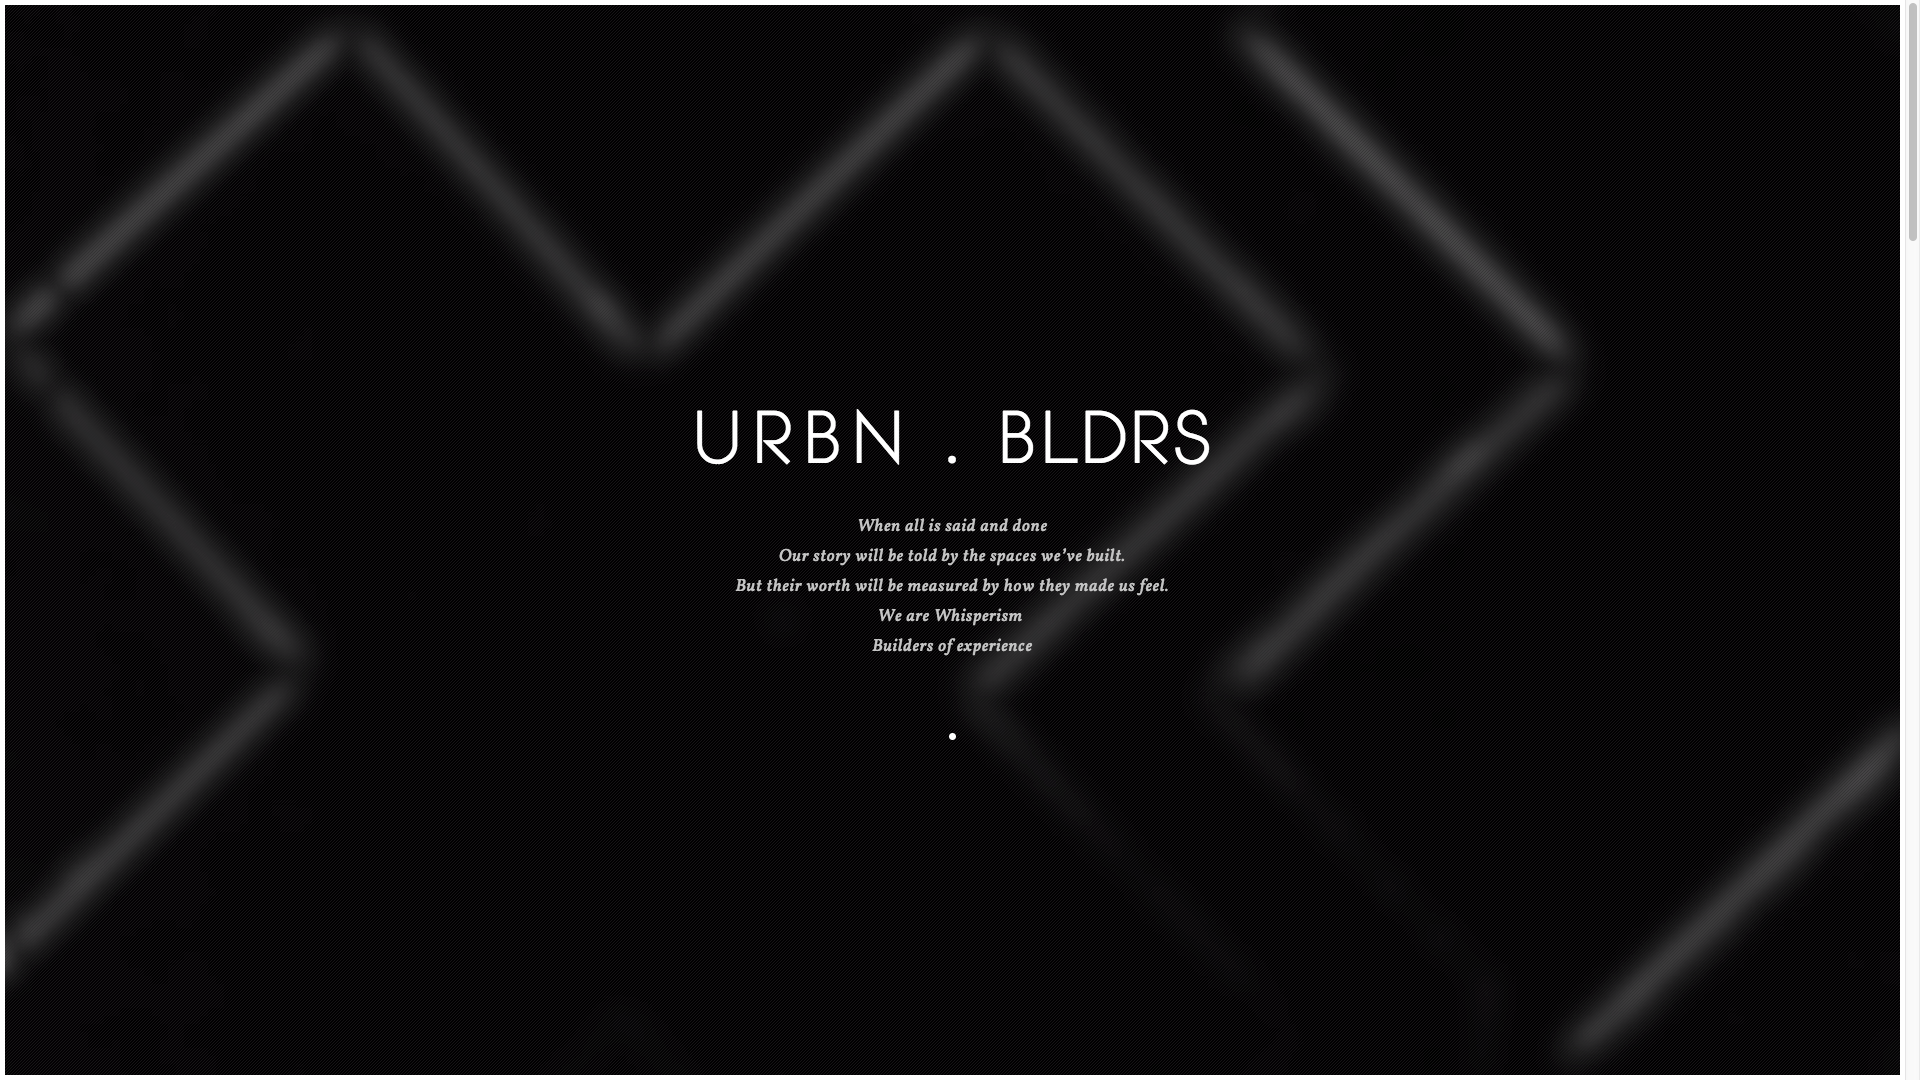 URBN . BLDRS
When all is said and done
Our story will be told by the spaces we've built.
But their worth will be measured by how they made us feel.
We are Whisperism
Builders of experience
.